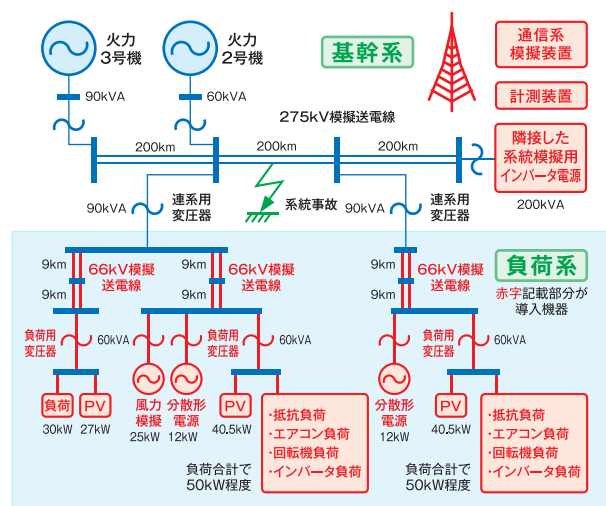 火力
3号機
火力
2号機
基幹系
通信系
模擬装置
計測装置
90kVA
60kVA
275kV模擬送電線
200km
200km
200km
隣接した
系統模擬用
インバータ電源
200kVA
90kVA
連系用
変圧器
系統事故
90kVA
連系用
変圧器
負荷系
赤字記載部分が
導入機器
9km
9km
66kV模擬
送電線
9km
9km
66kV模擬
送電線
9km
9km
66kV模擬
送電線
負荷用
変圧器
60kVA
負荷用
変圧器
60kVA
負荷用
変圧器
60kVA
負荷
30kW
PV
27kW
風力
模擬
25kW
分散形
電源
12kW
PV
40.5kW
・抵抗負荷
・エアコン負荷
・回転機負荷
・インバータ負荷
負荷合計で
50kW程度
分散形
電源
12kW
PV
40.5kW
・抵抗負荷
・エアコン負荷
・回転機負荷
・インバータ負荷
負荷合計で
50kW程度